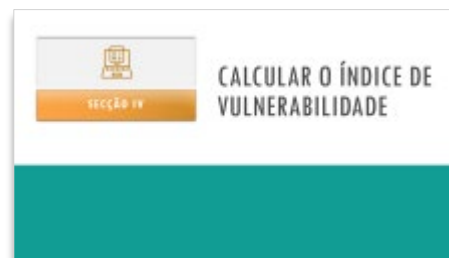 SECÇÃO IV
CALCULAR O ÍNDICE DE
VULNERABILIDADE